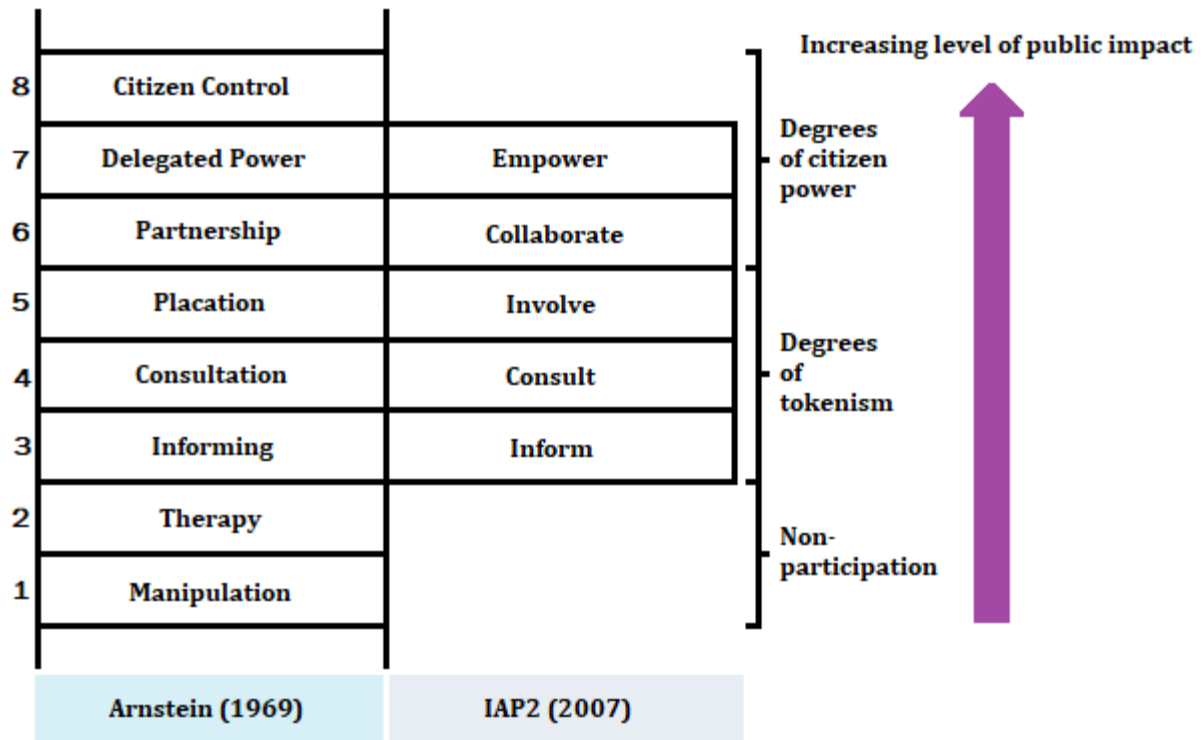 Increasing level of public impact
8 Citizen Control
7 Delegated Power Empower
6 Partnership Collaborate
5 Placation Involve
4 Consultation Consult
3 Informing Inform
2 Therapy
1 Manipulation
Degrees
of citizen
power
Degrees
of
tokenism
Non-
participation
Arnstein (1969) IAP2 (2007)